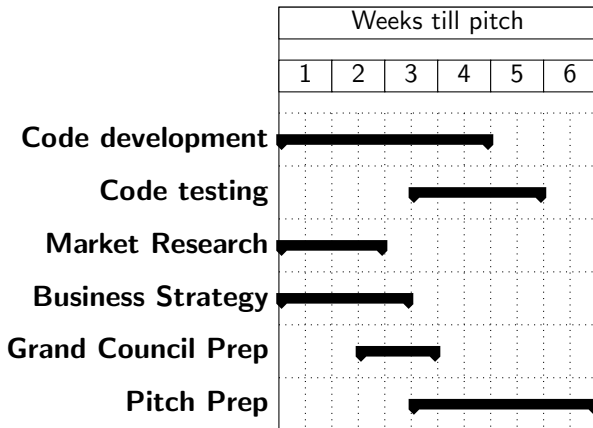 Weeks till pitch
1 2 3 4 5 6
Code development
Code testing
Market Research
Business Strategy
Grand Council Prep
Pitch Prep